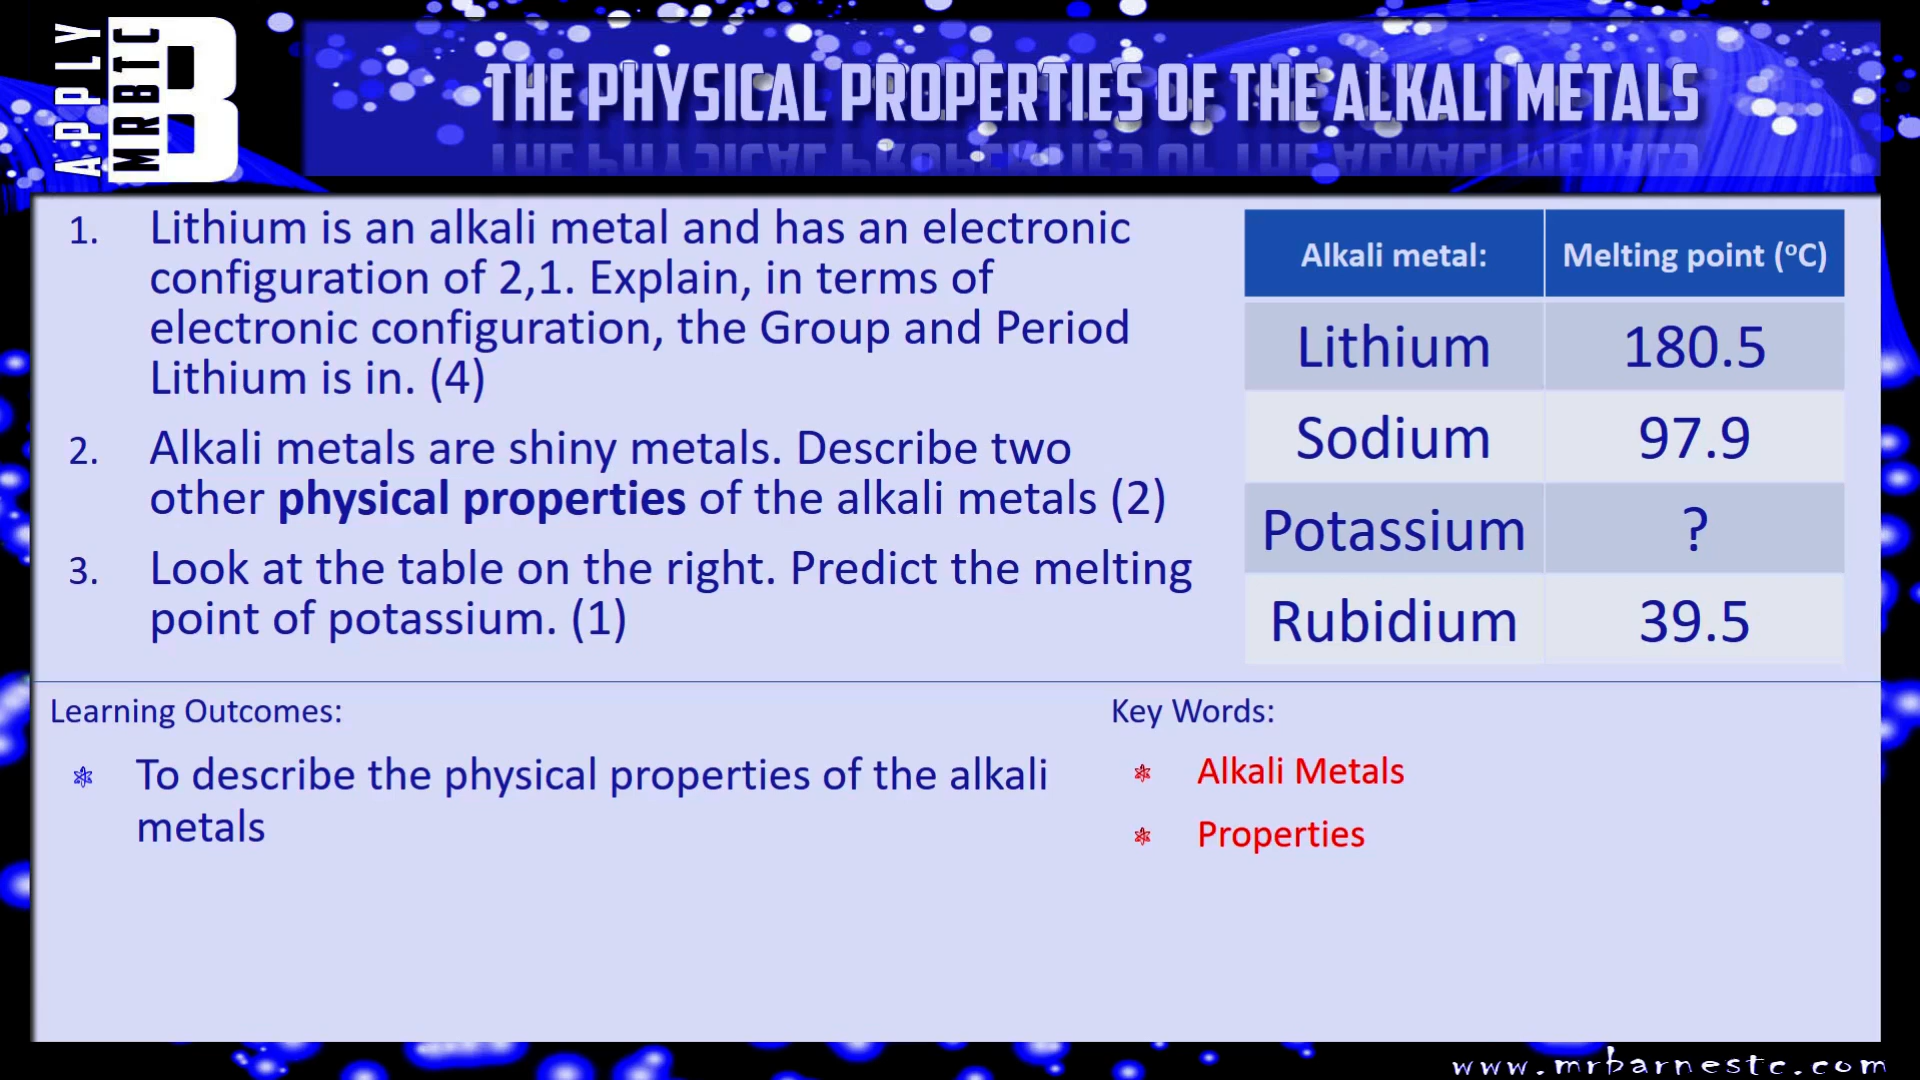 APPLY
MRBTC
B
THE PHYSICAL PROPERTIES OF THE ALKALI METALS
1. Lithium is an alkali metal and has an electronic
configuration of 2,1. Explain, in terms of
electronic configuration, the Group and Period
Lithium is in. (4)
2. Alkali metals are shiny metals. Describe two
other physical properties of the alkali metals (2)
3. Look at the table on the right. Predict the melting
point of potassium. (1)
Alkali metal: Melting point (ºC)
Lithium 180.5
Sodium 97.9
Potassium ?
Rubidium 39.5
Learning Outcomes:
To describe the physical properties of the alkali
metals
Key Words:
Alkali Metals
Properties
www.mrbarnestc.com